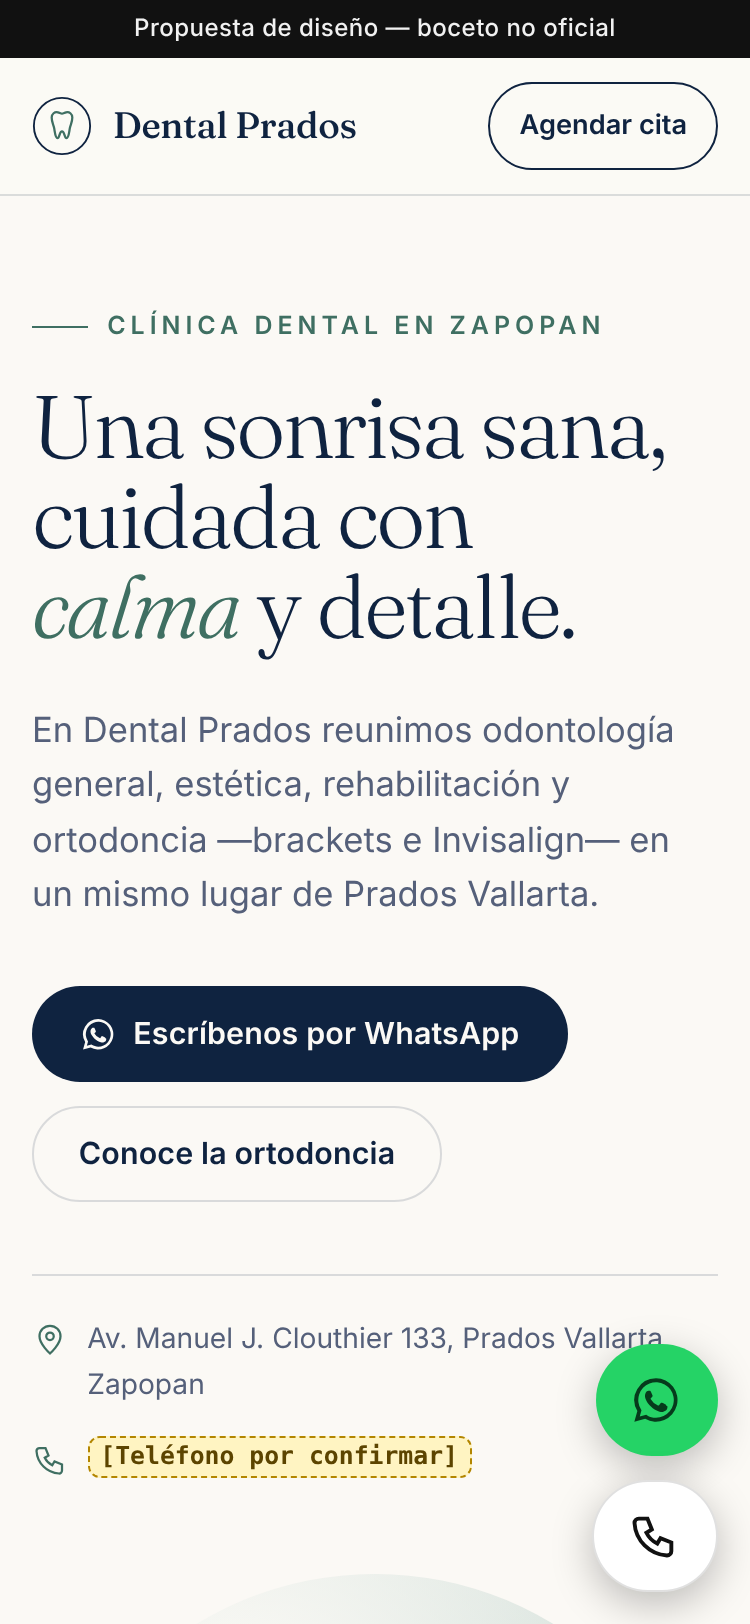 Propuesta de diseño — boceto no oficial
Dental Prados
Agendar cita
CLÍNICA DENTAL EN ZAPOPAN
Una sonrisa sana,
cuidada con
calma y detalle.
En Dental Prados reunimos odontología
general, estética, rehabilitación y
ortodoncia —brackets e Invisalign— en
un mismo lugar de Prados Vallarta.
Escríbenos por WhatsApp
Conoce la ortodoncia
Av. Manuel J. Clouthier 133, Prados Vallarta
Zapopan
[Teléfono por confirmar]